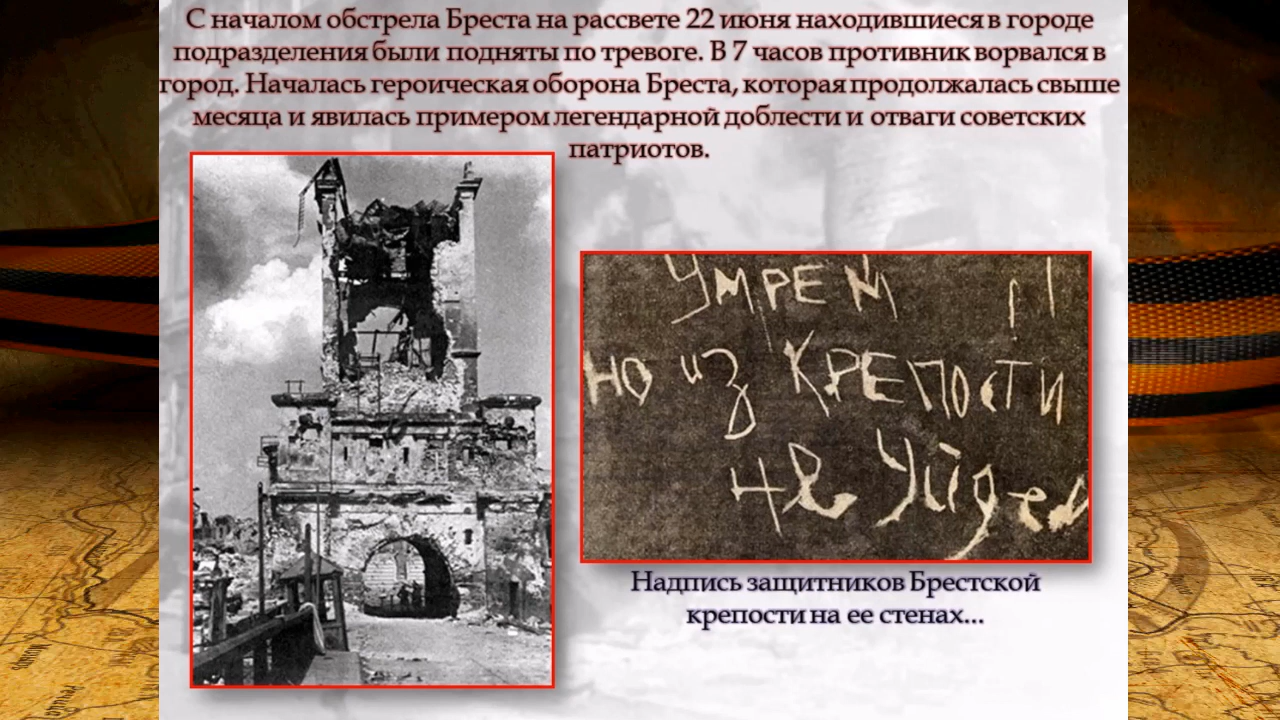 С началом обстрела Бреста на рассвете 22 июня находившиеся в городе
подразделения были подняты по тревоге. В 7 часов противник ворвался в
город. Началась героическая оборона Бреста, которая продолжалась свыше
месяца и явилась примером легендарной доблести и отваги советских
патриотов.
Умрём
но из крепости
не уйдем
Надпись защитников Брестской
крепости на ее стенах...